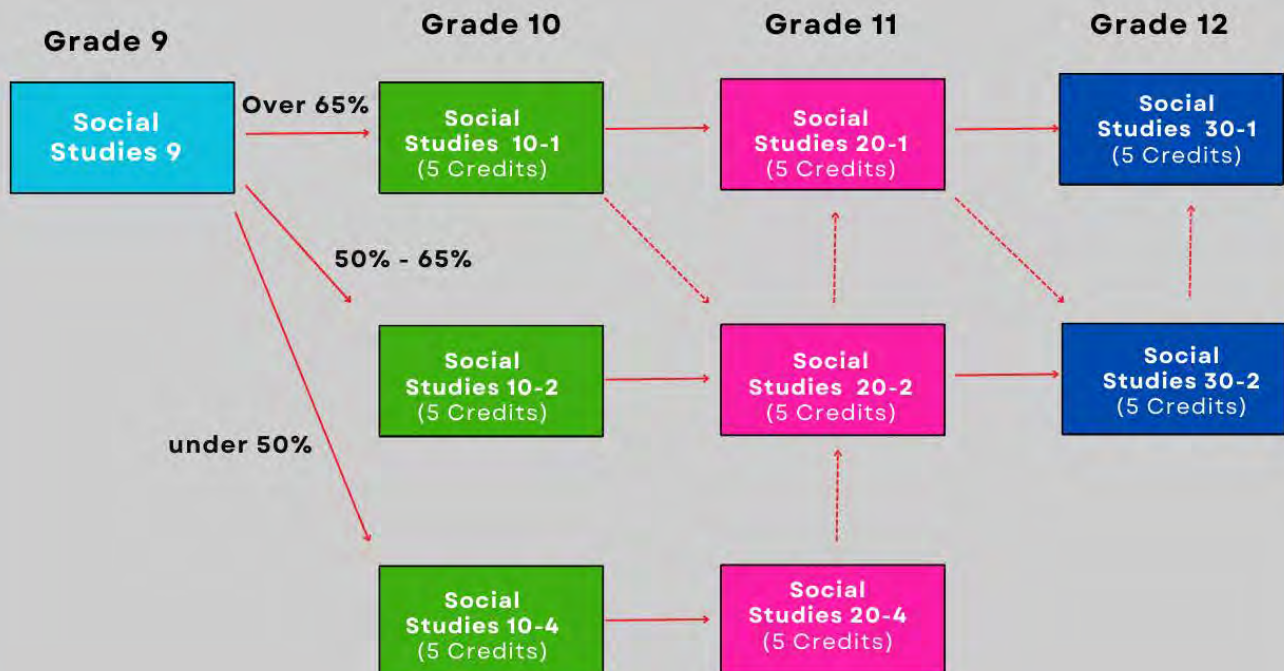 Grade 9
Grade 10
Grade 11
Grade 12
Social
Studies 9
Over 65%
Social
Studies 10-1
(5 Credits)
Social
Studies 20-1
(5 Credits)
Social
Studies 30-1
(5 Credits)
50% - 65%
Social
Studies 10-2
(5 Credits)
Social
Studies 20-2
(5 Credits)
Social
Studies 30-2
(5 Credits)
under 50%
Social
Studies 10-4
(5 Credits)
Social
Studies 20-4
(5 Credits)